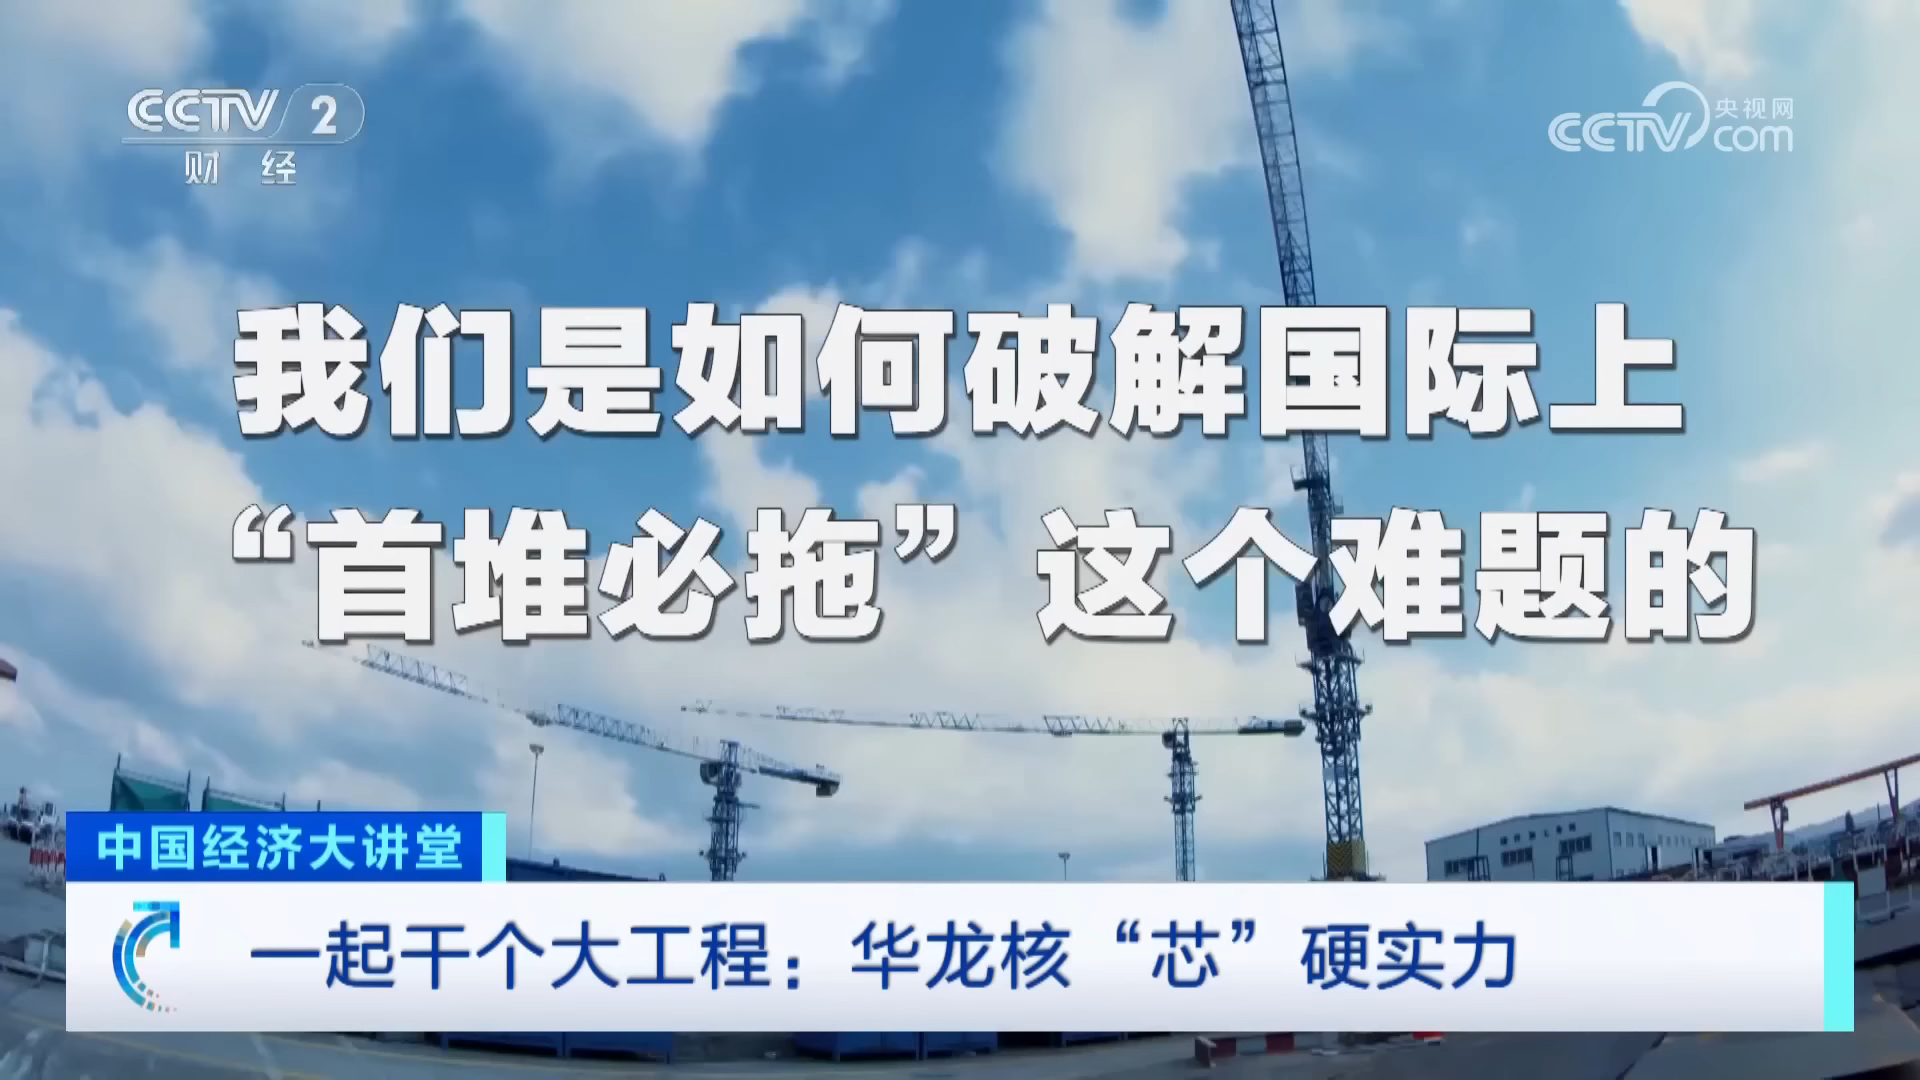 CCTV 2
财 经
央视网
CCTV com
我们是如何破解国际上
“首堆必拖”这个难题的
中国经济大讲堂
一起干个大工程：华龙核“芯”硬实力